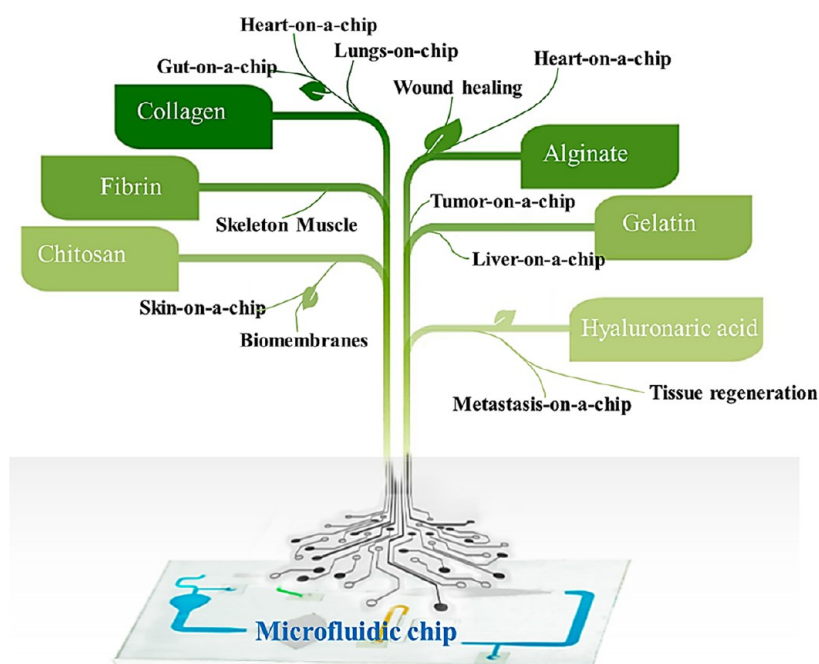 Heart-on-a-chip
Lungs-on-chip
Gut-on-a-chip
Collagen
Heart-on-a-chip
Wound healing
Alginate
Fibrin
Skeleton Muscle
Tumor-on-a-chip
Gelatin
Liver-on-a-chip
Chitosan
Skin-on-a-chip
Biomembranes
Hyaluronaric acid
Metastasis-on-a-chip
Tissue regeneration
Microfluidic chip